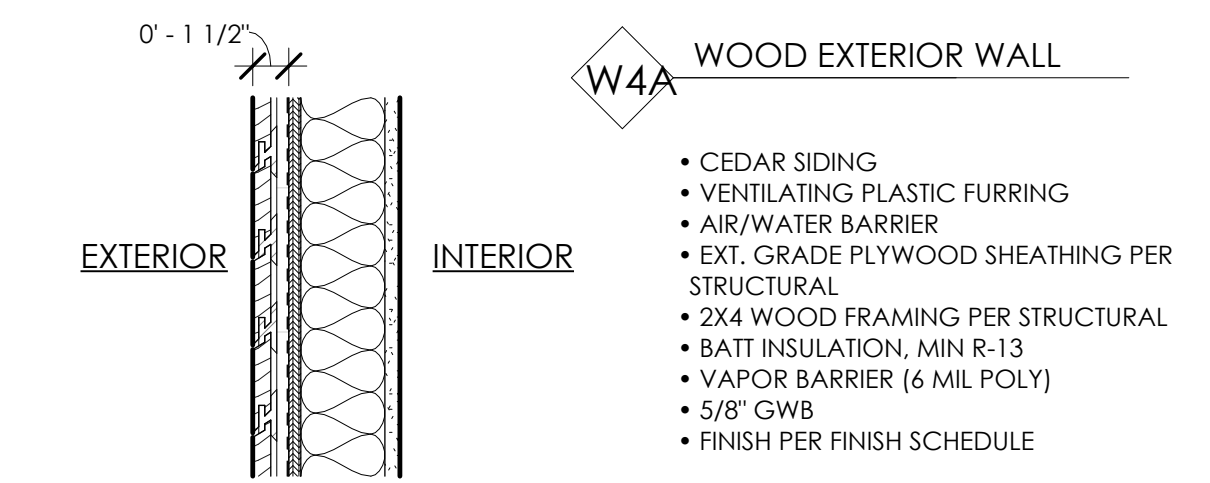 0' - 1 1/2"
W4A
WOOD EXTERIOR WALL
EXTERIOR
INTERIOR
• CEDAR SIDING
• VENTILATING PLASTIC FURRING
• AIR/WATER BARRIER
• EXT. GRADE PLYWOOD SHEATHING PER
STRUCTURAL
• 2X4 WOOD FRAMING PER STRUCTURAL
• BATT INSULATION, MIN R-13
• VAPOR BARRIER (6 MIL POLY)
• 5/8" GWB
• FINISH PER FINISH SCHEDULE